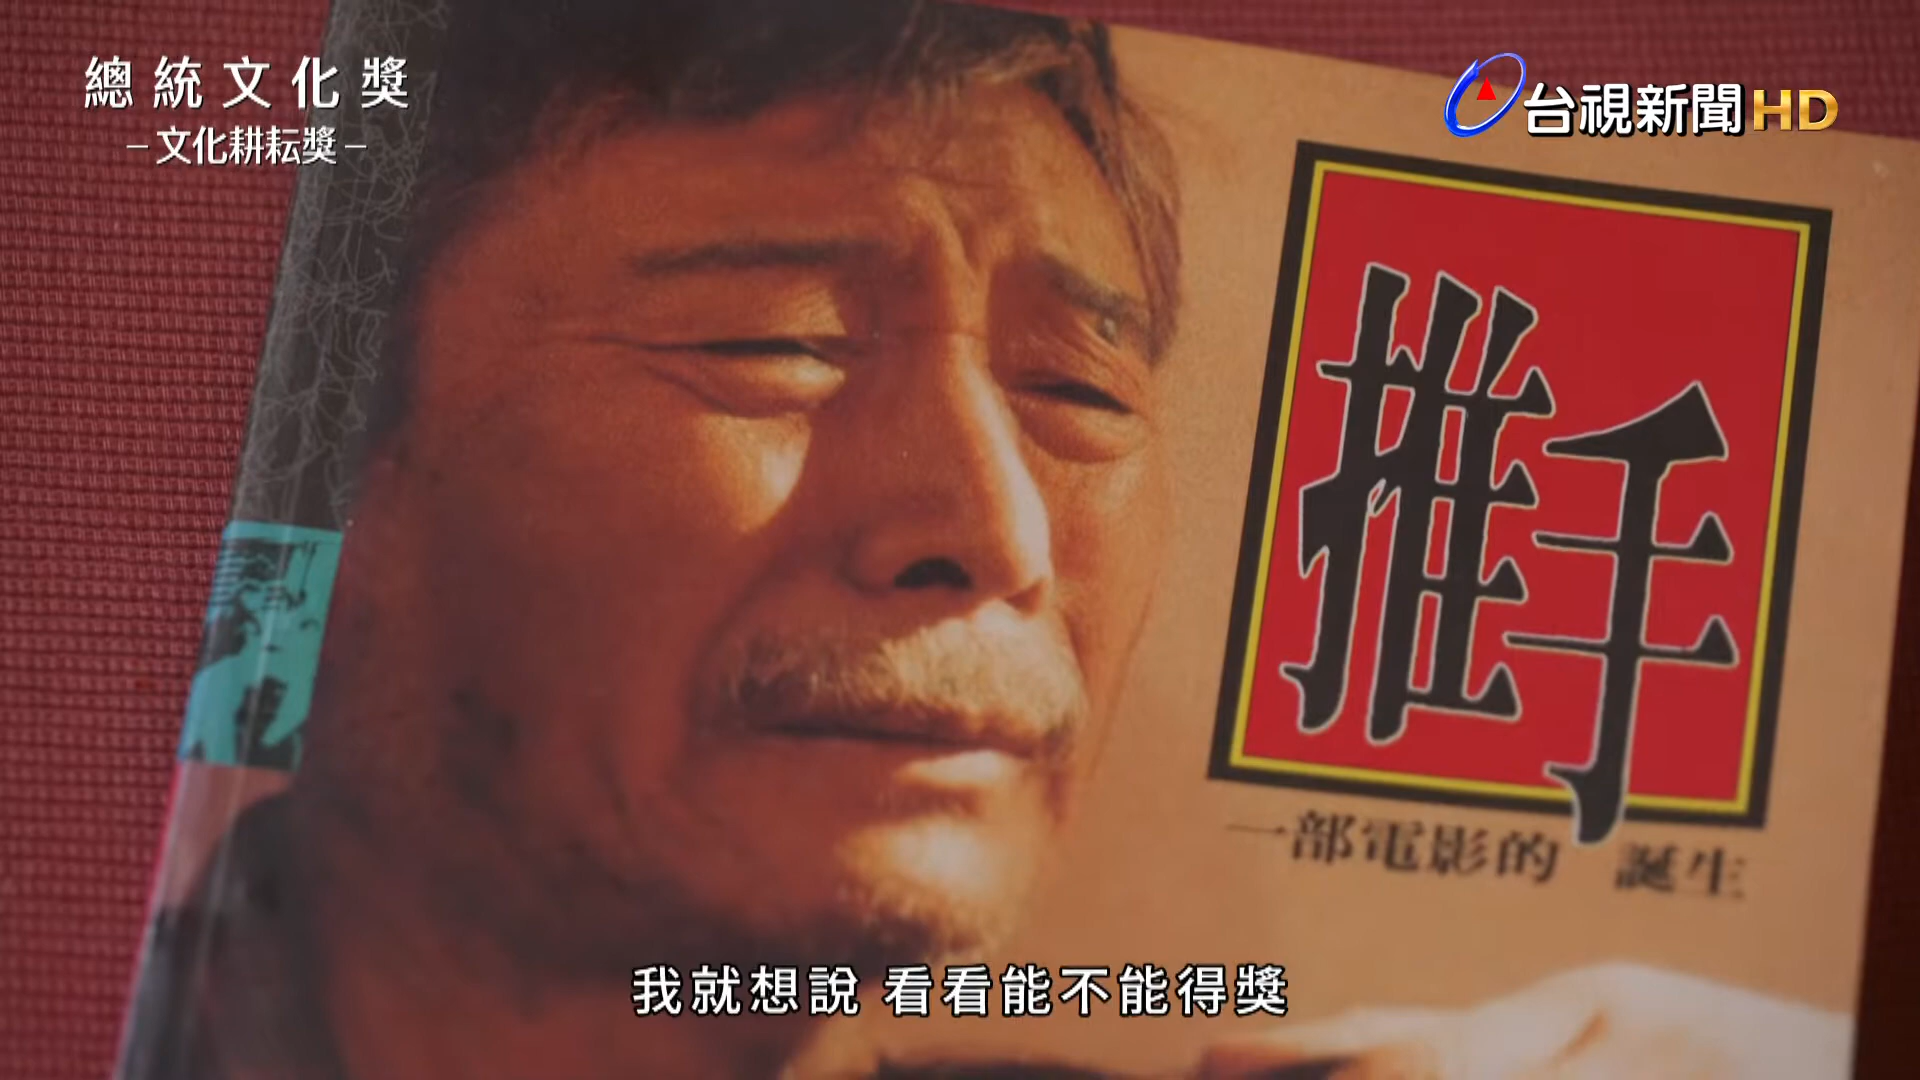 總統文化獎
－文化耕耘獎－
台視新聞HD
推手
一部電影的 誕生
我就想說 看看能不能得獎